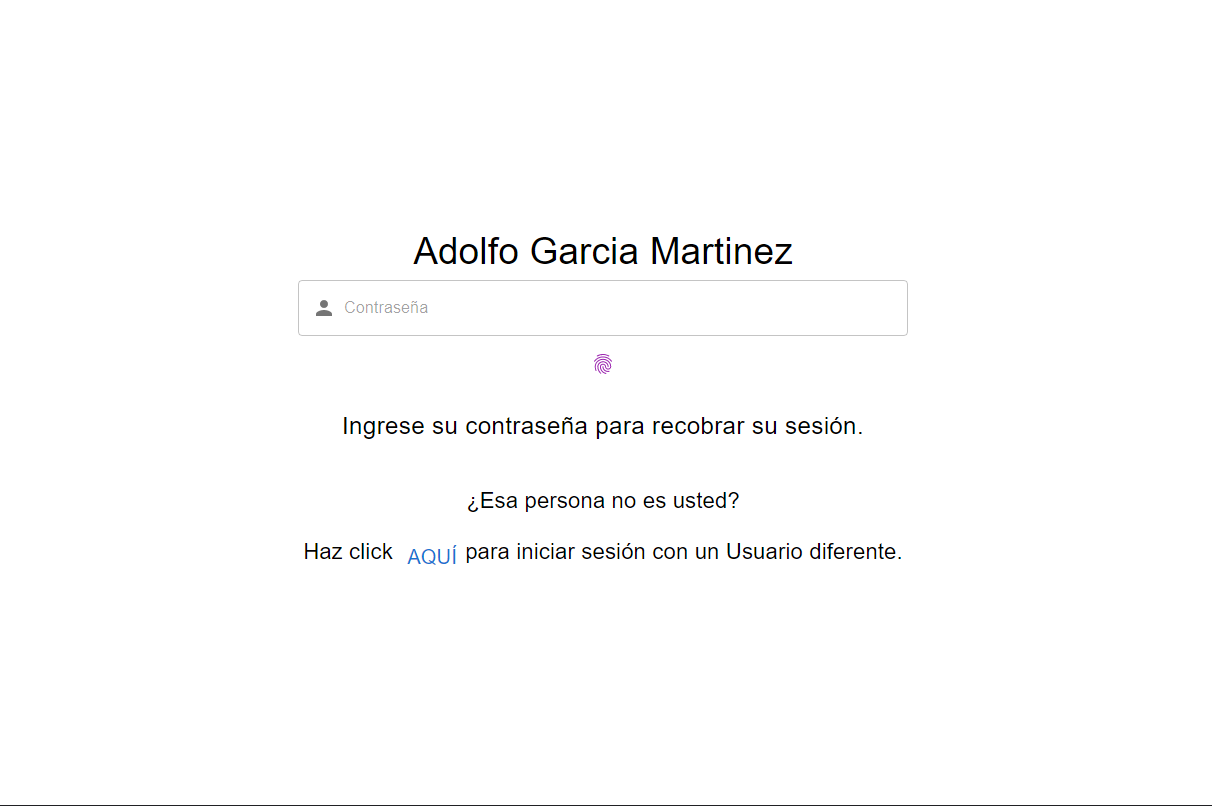 Adolfo Garcia Martinez
Contraseña
Ingrese su contraseña para recobrar su sesión.
¿Esa persona no es usted?
Haz click AQUÍ para iniciar sesión con un Usuario diferente.